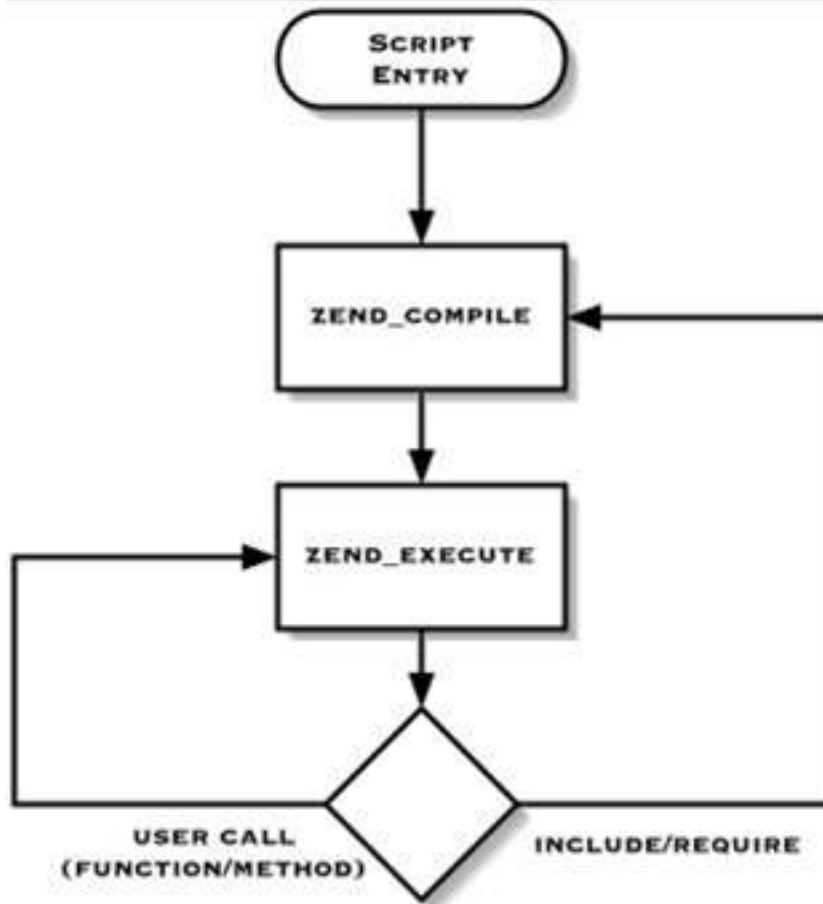 SCRIPT
ENTRY
ZEND_COMPILE
ZEND_EXECUTE
USER CALL
(FUNCTION/METHOD)
INCLUDE/REQUIRE